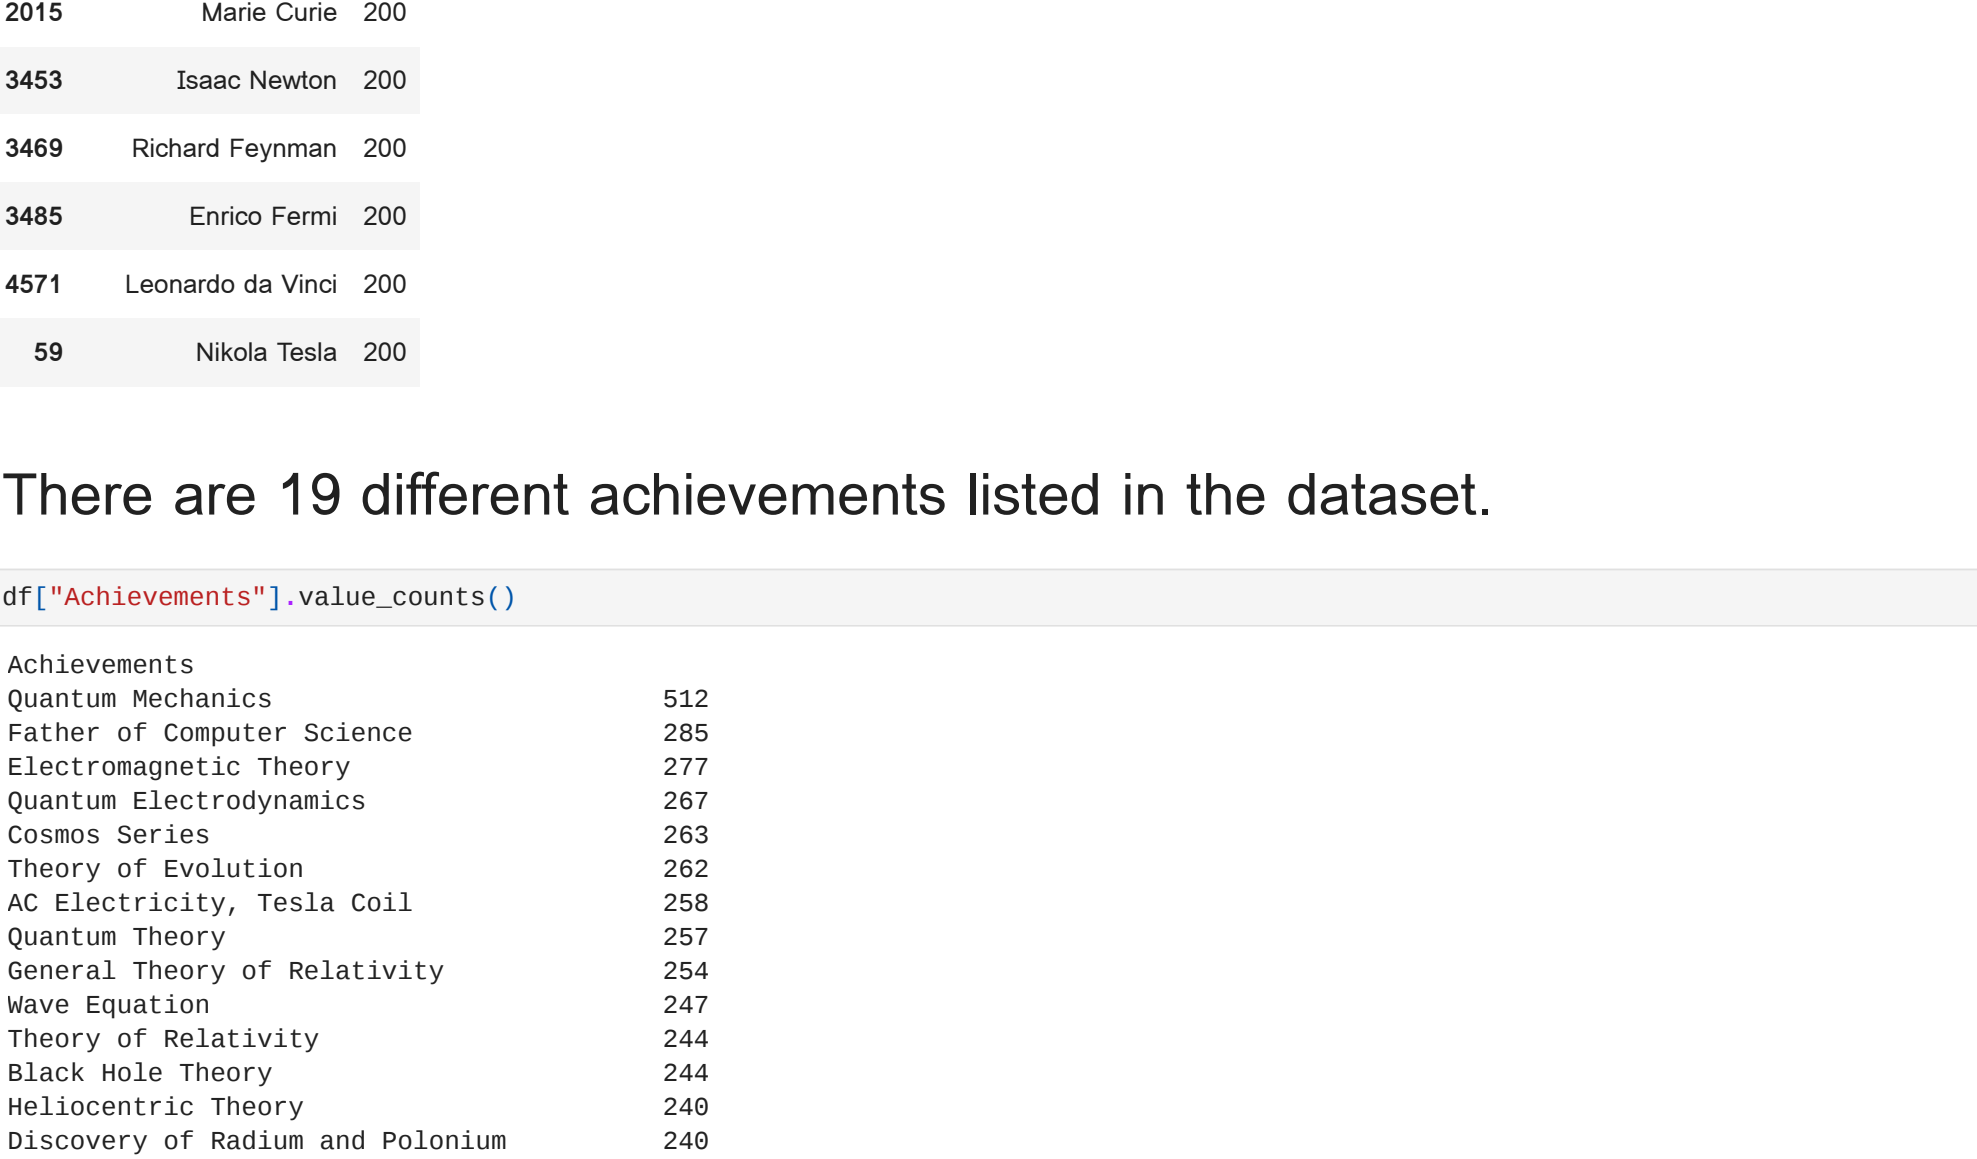 2015 Marie Curie 200
3453 Isaac Newton 200
3469 Richard Feynman 200
3485 Enrico Fermi 200
4571 Leonardo da Vinci 200
59 Nikola Tesla 200
There are 19 different achievements listed in the dataset.
df["Achievements"].value_counts()
Achievements
Quantum Mechanics 512
Father of Computer Science 285
Electromagnetic Theory 277
Quantum Electrodynamics 267
Cosmos Series 263
Theory of Evolution 262
AC Electricity, Tesla Coil 258
Quantum Theory 257
General Theory of Relativity 254
Wave Equation 247
Theory of Relativity 244
Black Hole Theory 244
Heliocentric Theory 240
Discovery of Radium and Polonium 240